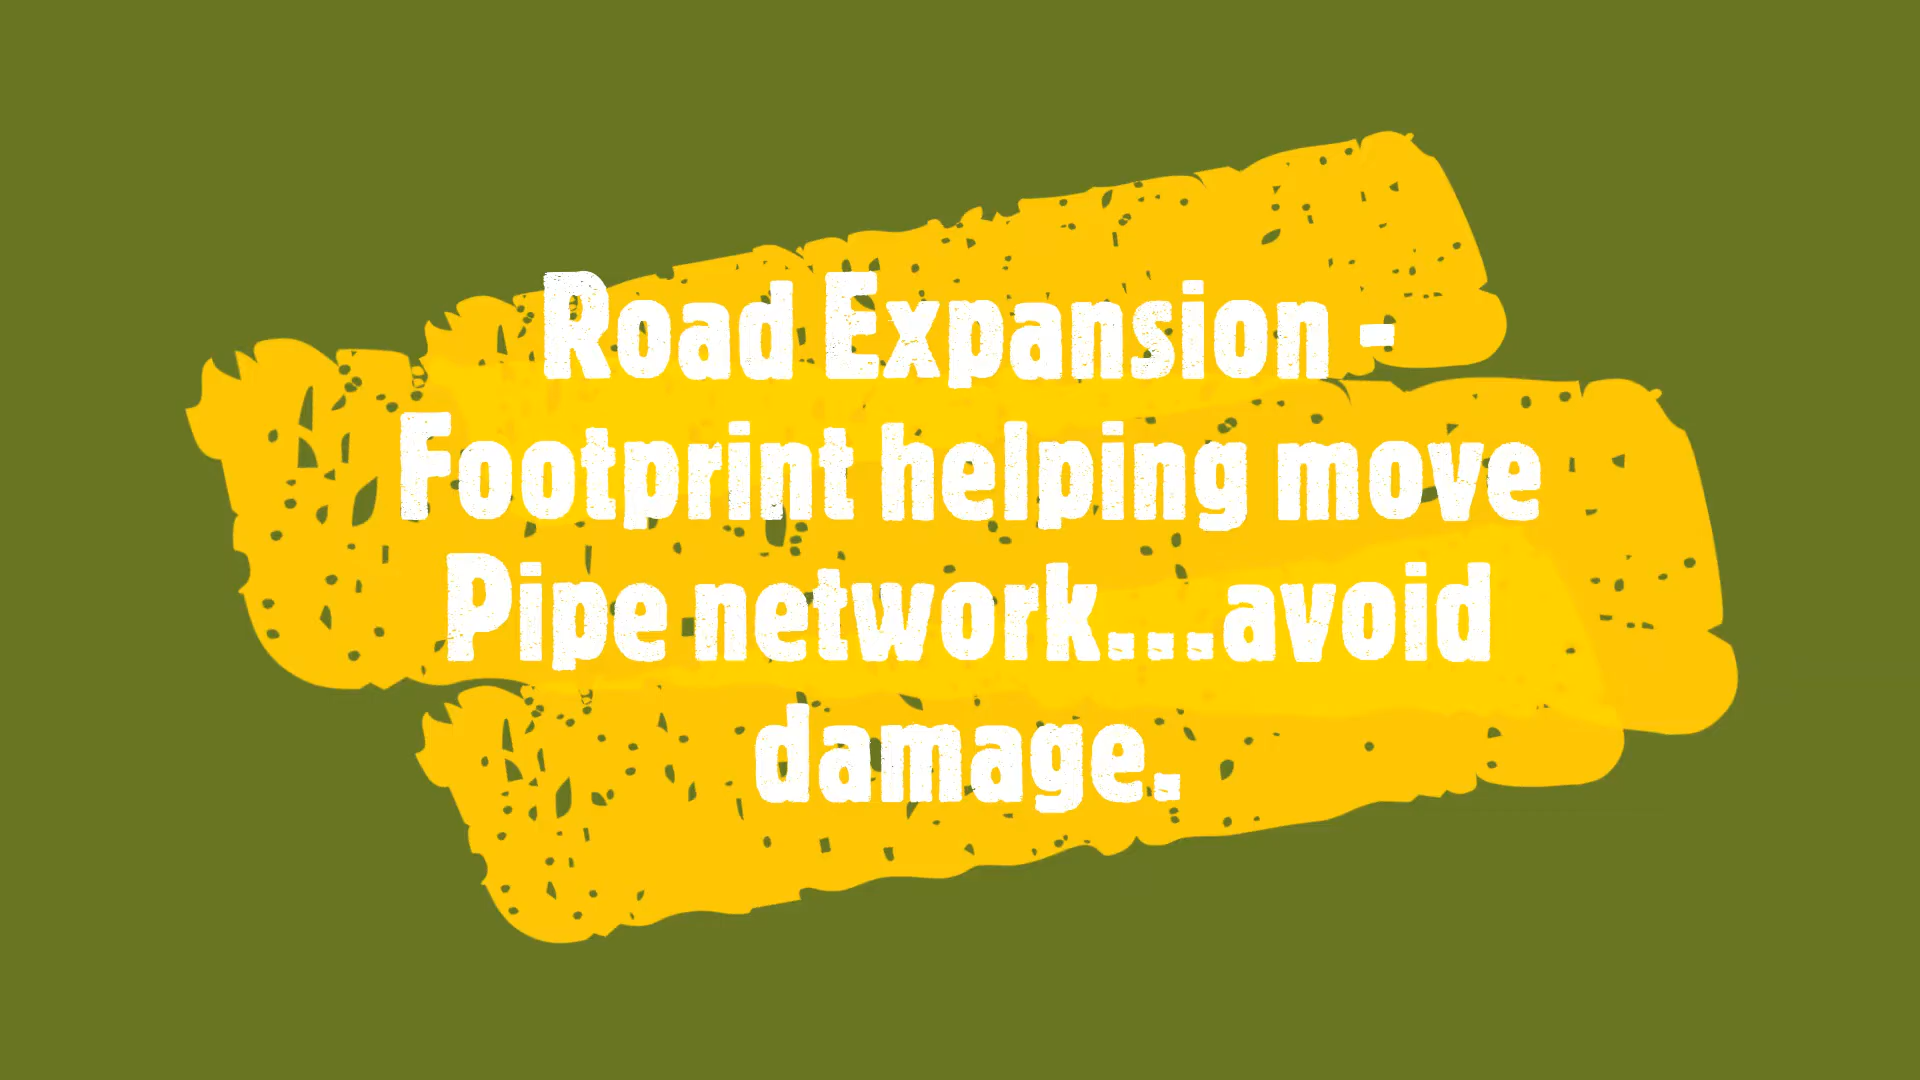 Road Expansion -
Footprint helping move
Pipe network...avoid
damage.